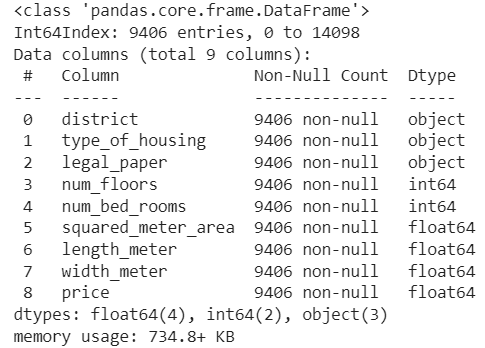 <class 'pandas.core.frame.DataFrame'>
Int64Index: 9406 entries, 0 to 14098
Data columns (total 9 columns):
 #   Column              Non-Null Count  Dtype
---  ------              --------------  -----
 0   district            9406 non-null   object
 1   type_of_housing     9406 non-null   object
 2   legal_paper         9406 non-null   object
 3   num_floors          9406 non-null   int64
 4   num_bed_rooms       9406 non-null   int64
 5   squared_meter_area  9406 non-null   float64
 6   length_meter        9406 non-null   float64
 7   width_meter         9406 non-null   float64
 8   price               9406 non-null   float64
dtypes: float64(4), int64(2), object(3)
memory usage: 734.8+ KB